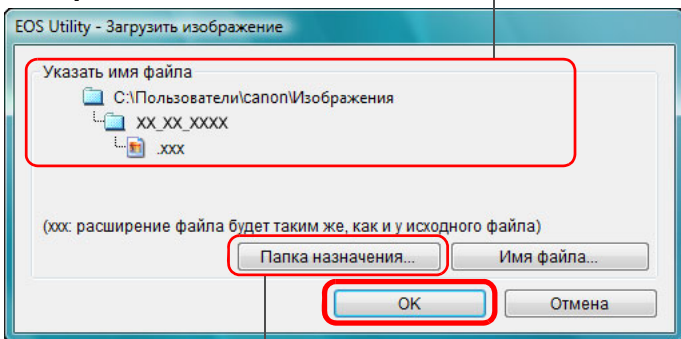 EOS Utility - Загрузить изображение
Указать имя файла
C:\Пользователи\canon\Изображения
XX_XX_XXXX
.xxx
(xxx: расширение файла будет таким же, как и у исходного файла)
Папка назначения... Имя файла...
OK Отмена